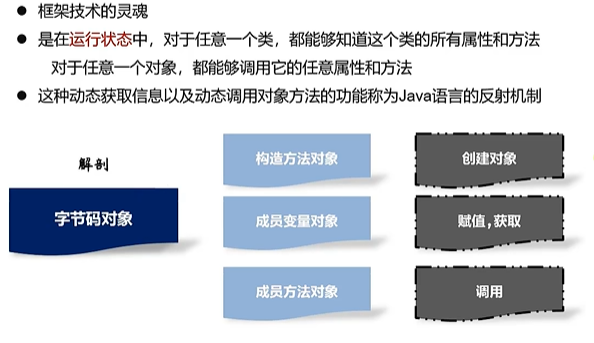 ● 框架技术的灵魂
● 是在运行状态中，对于任意一个类，都能够知道这个类的所有属性和方法
对于任意一个对象，都能够调用它的任意属性和方法
● 这种动态获取信息以及动态调用对象方法的功能称为Java语言的反射机制
解剖
字节码对象
构造方法对象
创建对象
成员变量对象
赋值,获取
成员方法对象
调用